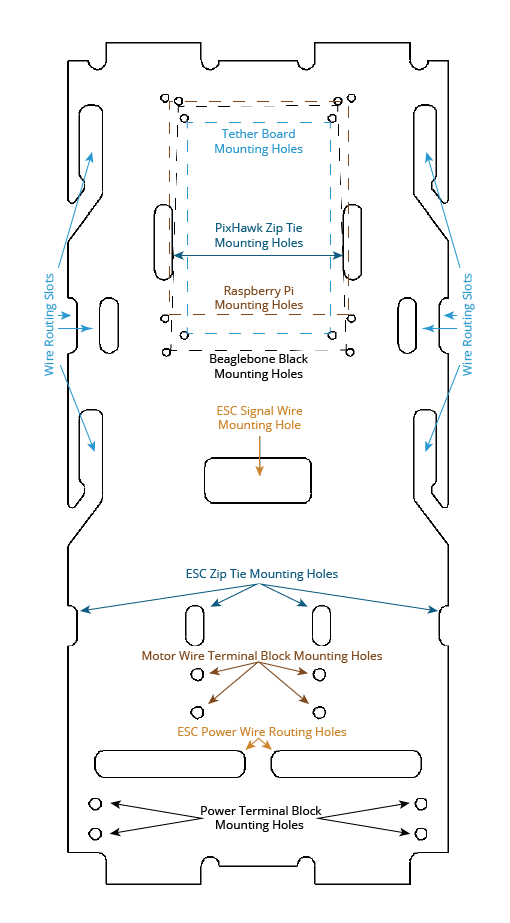 Tether Board
Mounting Holes
PixHawk Zip Tie
Mounting Holes
Raspberry Pi
Mounting Holes
Wire Routing Slots
Wire Routing Slots
Beaglebone Black
Mounting Holes
ESC Signal Wire
Mounting Hole
ESC Zip Tie Mounting Holes
Motor Wire Terminal Block Mounting Holes
ESC Power Wire Routing Holes
Power Terminal Block
Mounting Holes